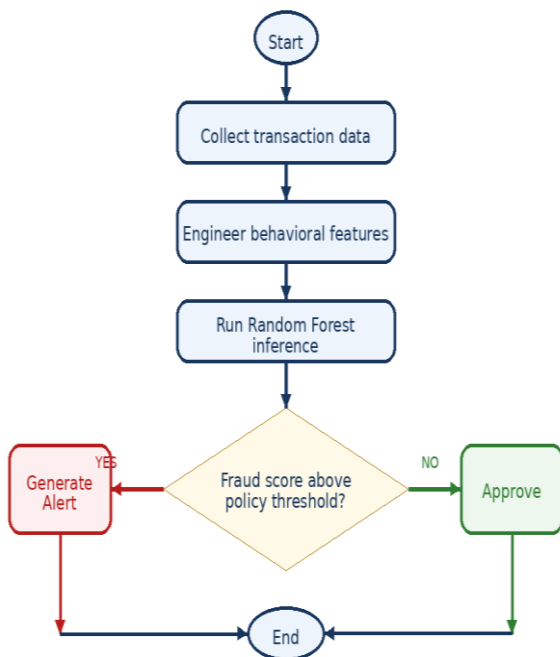 Start
Collect transaction data
Engineer behavioral features
Run Random Forest
inference
YES
NO
Fraud score above
policy threshold?
Generate
Alert
Approve
End